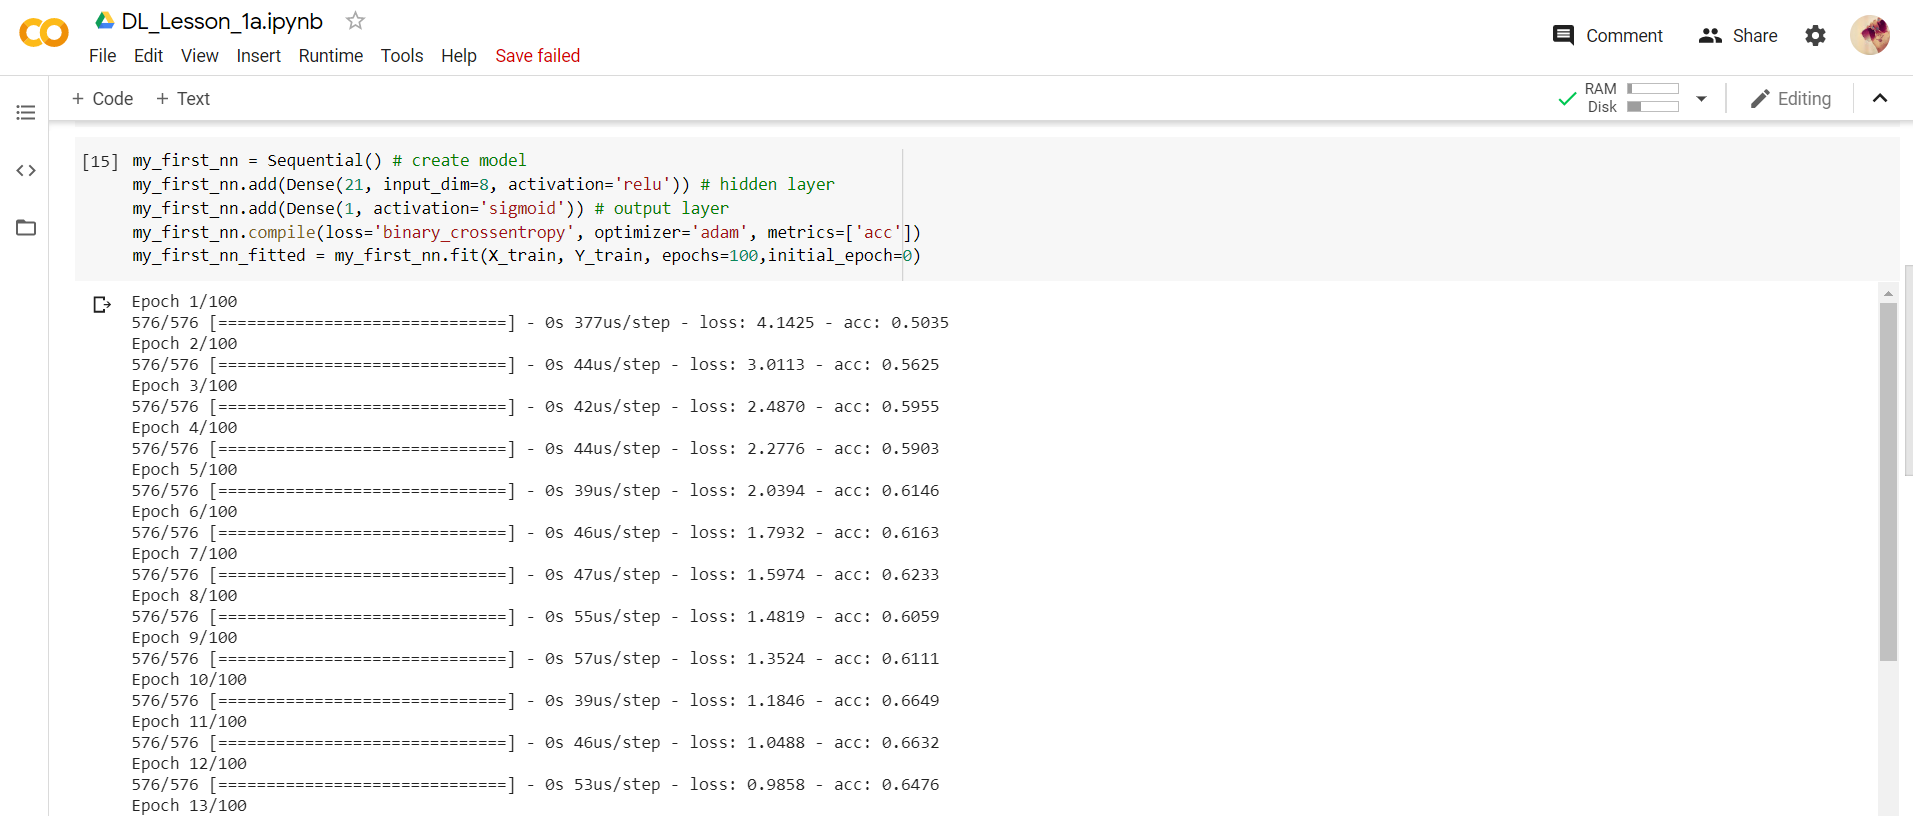 DL_Lesson_1a.ipynb
File Edit View Insert Runtime Tools Help Save failed
Comment Share
+ Code + Text
RAM
Disk
Editing
[15] my_first_nn = Sequential() # create model
my_first_nn.add(Dense(21, input_dim=8, activation='relu')) # hidden layer
my_first_nn.add(Dense(1, activation='sigmoid')) # output layer
my_first_nn.compile(loss='binary_crossentropy', optimizer='adam', metrics=['acc'])
my_first_nn_fitted = my_first_nn.fit(X_train, Y_train, epochs=100,initial_epoch=0)
Epoch 1/100
576/576 [==============================] - 0s 377us/step - loss: 4.1425 - acc: 0.5035
Epoch 2/100
576/576 [==============================] - 0s 44us/step - loss: 3.0113 - acc: 0.5625
Epoch 3/100
576/576 [==============================] - 0s 42us/step - loss: 2.4870 - acc: 0.5955
Epoch 4/100
576/576 [==============================] - 0s 44us/step - loss: 2.2776 - acc: 0.5903
Epoch 5/100
576/576 [==============================] - 0s 39us/step - loss: 2.0394 - acc: 0.6146
Epoch 6/100
576/576 [==============================] - 0s 46us/step - loss: 1.7932 - acc: 0.6163
Epoch 7/100
576/576 [==============================] - 0s 47us/step - loss: 1.5974 - acc: 0.6233
Epoch 8/100
576/576 [==============================] - 0s 55us/step - loss: 1.4819 - acc: 0.6059
Epoch 9/100
576/576 [==============================] - 0s 57us/step - loss: 1.3524 - acc: 0.6111
Epoch 10/100
576/576 [==============================] - 0s 39us/step - loss: 1.1846 - acc: 0.6649
Epoch 11/100
576/576 [==============================] - 0s 46us/step - loss: 1.0488 - acc: 0.6632
Epoch 12/100
576/576 [==============================] - 0s 53us/step - loss: 0.9858 - acc: 0.6476
Epoch 13/100